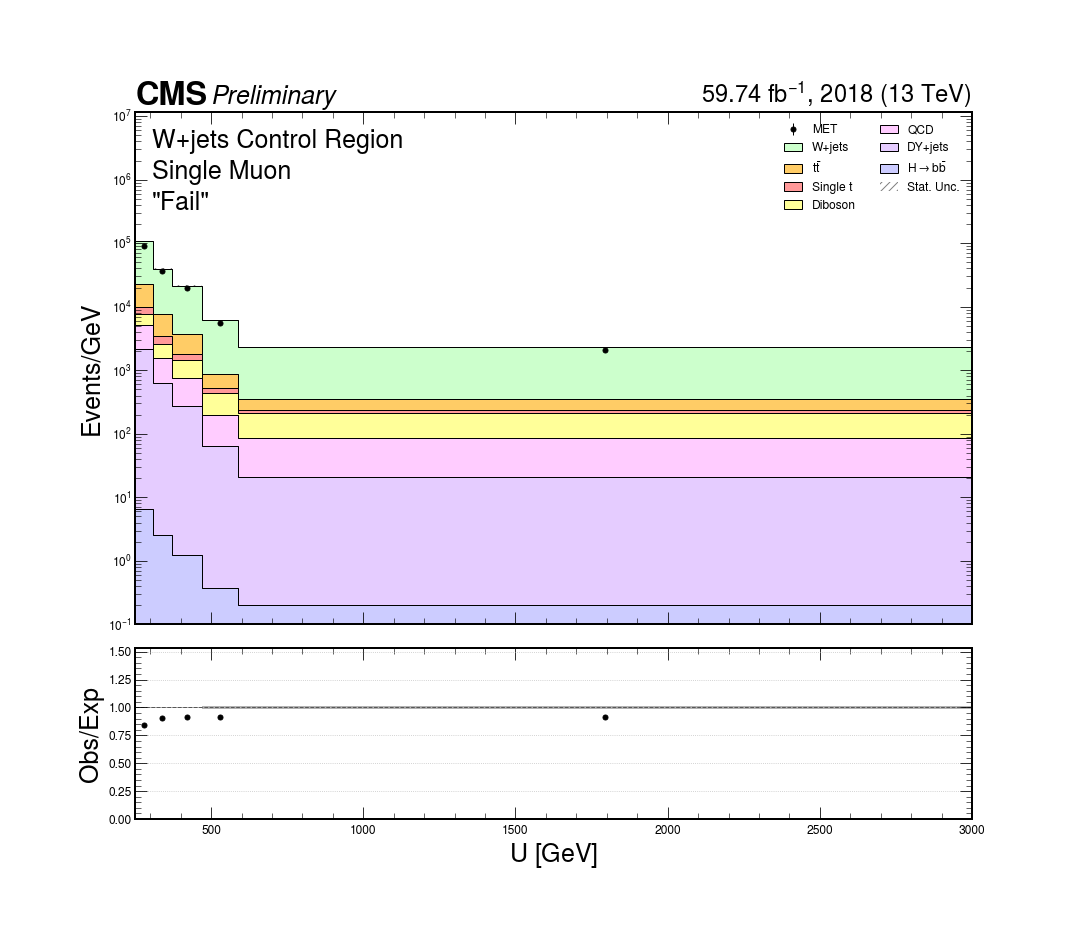 CMS Preliminary
59.74 fb⁻¹, 2018 (13 TeV)
W+jets Control Region
Single Muon
"Fail"
MET
W+jets
tt̄
Single t
Diboson
QCD
DY+jets
H→bb̄
Stat. Unc.
10⁷
10⁶
10⁵
10⁴
10³
10²
10¹
10⁰
10⁻¹
Events/GeV
1.50
1.25
1.00
0.75
0.50
0.25
0.00
Obs/Exp
500 1000 1500 2000 2500 3000
U [GeV]